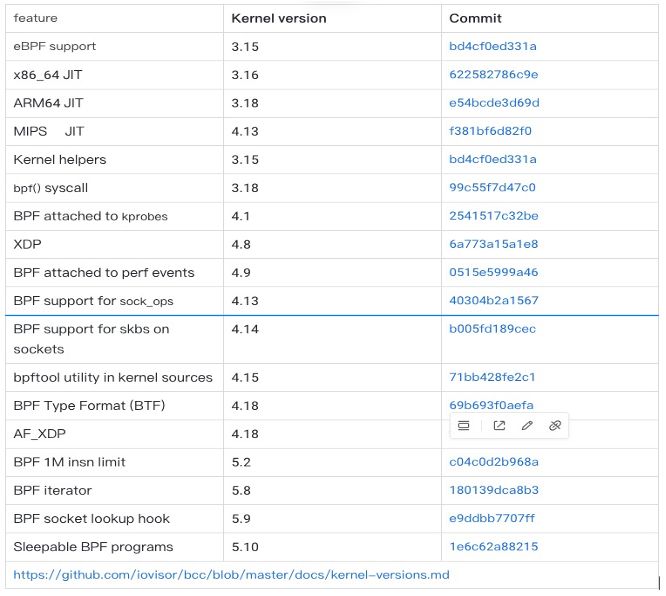 feature Kernel version Commit
eBPF support 3.15 bd4cf0ed331a
x86_64 JIT 3.16 622582786c9e
ARM64 JIT 3.18 e54bcde3d69d
MIPS JIT 4.13 f381bf6d82f0
Kernel helpers 3.15 bd4cf0ed331a
bpf() syscall 3.18 99c55f7d47c0
BPF attached to kprobes 4.1 2541517c32be
XDP 4.8 6a773a15a1e8
BPF attached to perf events 4.9 0515e5999a46
BPF support for sock_ops 4.13 40304b2a1567
BPF support for skbs on 4.14 b005fd189cec
sockets
bpftool utility in kernel sources 4.15 71bb428fe2c1
BPF Type Format (BTF) 4.18 69b693f0aefa
AF_XDP 4.18
BPF 1M insn limit 5.2 c04c0d2b968a
BPF iterator 5.8 180139dca8b3
BPF socket lookup hook 5.9 e9ddbb7707ff
Sleepable BPF programs 5.10 1e6c62a88215
https://github.com/iovisor/bcc/blob/master/docs/kernel-versions.md